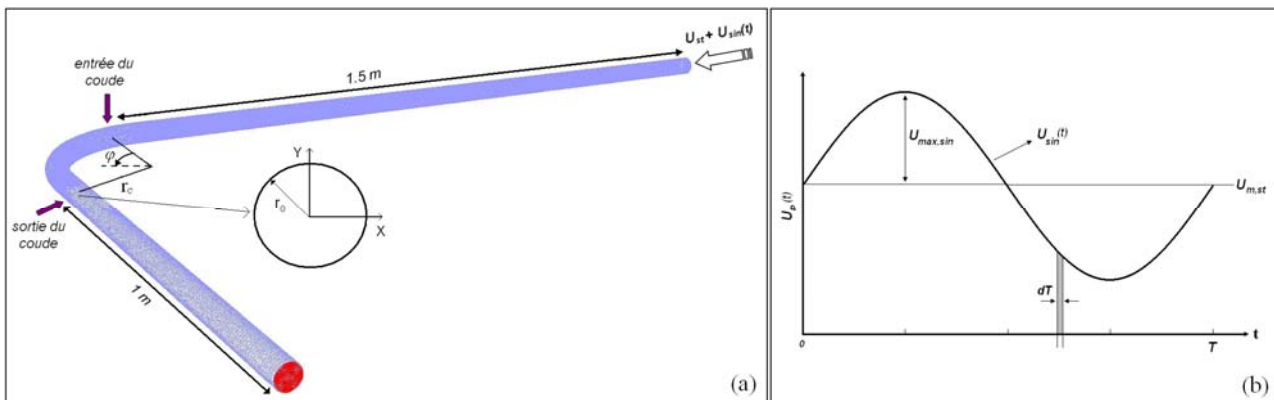 U_st + U_sin(t)
1.5 m
entrée du
coude
φ
r_c
Y
r_0
X
sortie du
coude
1 m
(a)
U_p(t)
U_max,sin
U_sin(t)
U_m,st
dT
0
T
t
(b)